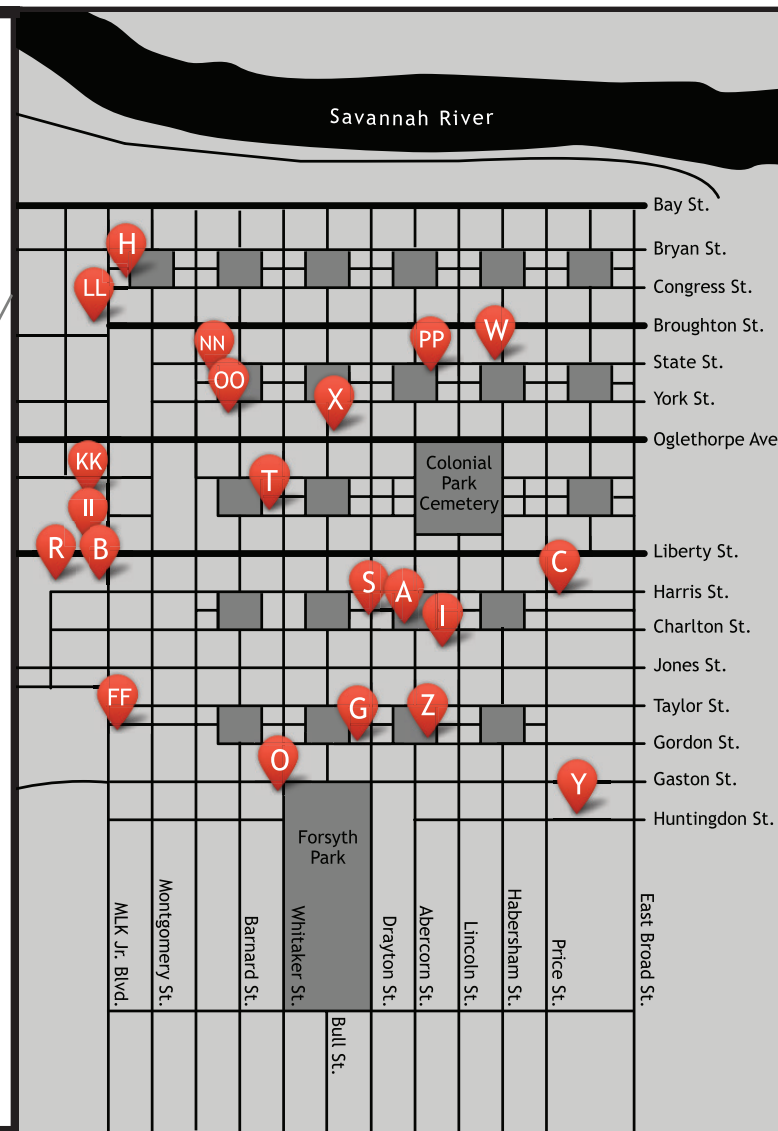 Savannah River
Bay St.
H
Bryan St.
LL
Congress St.
NN
PP
W
Broughton St.
State St.
OO
X
York St.
Oglethorpe Ave
KK
T
Colonial
Park
Cemetery
II
R
B
C
Liberty St.
S
A
I
Harris St.
Charlton St.
Jones St.
FF
G
Z
Taylor St.
Gordon St.
O
Y
Gaston St.
Huntingdon St.
Forsyth
Park
MLK Jr. Blvd.
Montgomery St.
Barnard St.
Whitaker St.
Bull St.
Drayton St.
Abercorn St.
Lincoln St.
Habersham St.
Price St.
East Broad St.